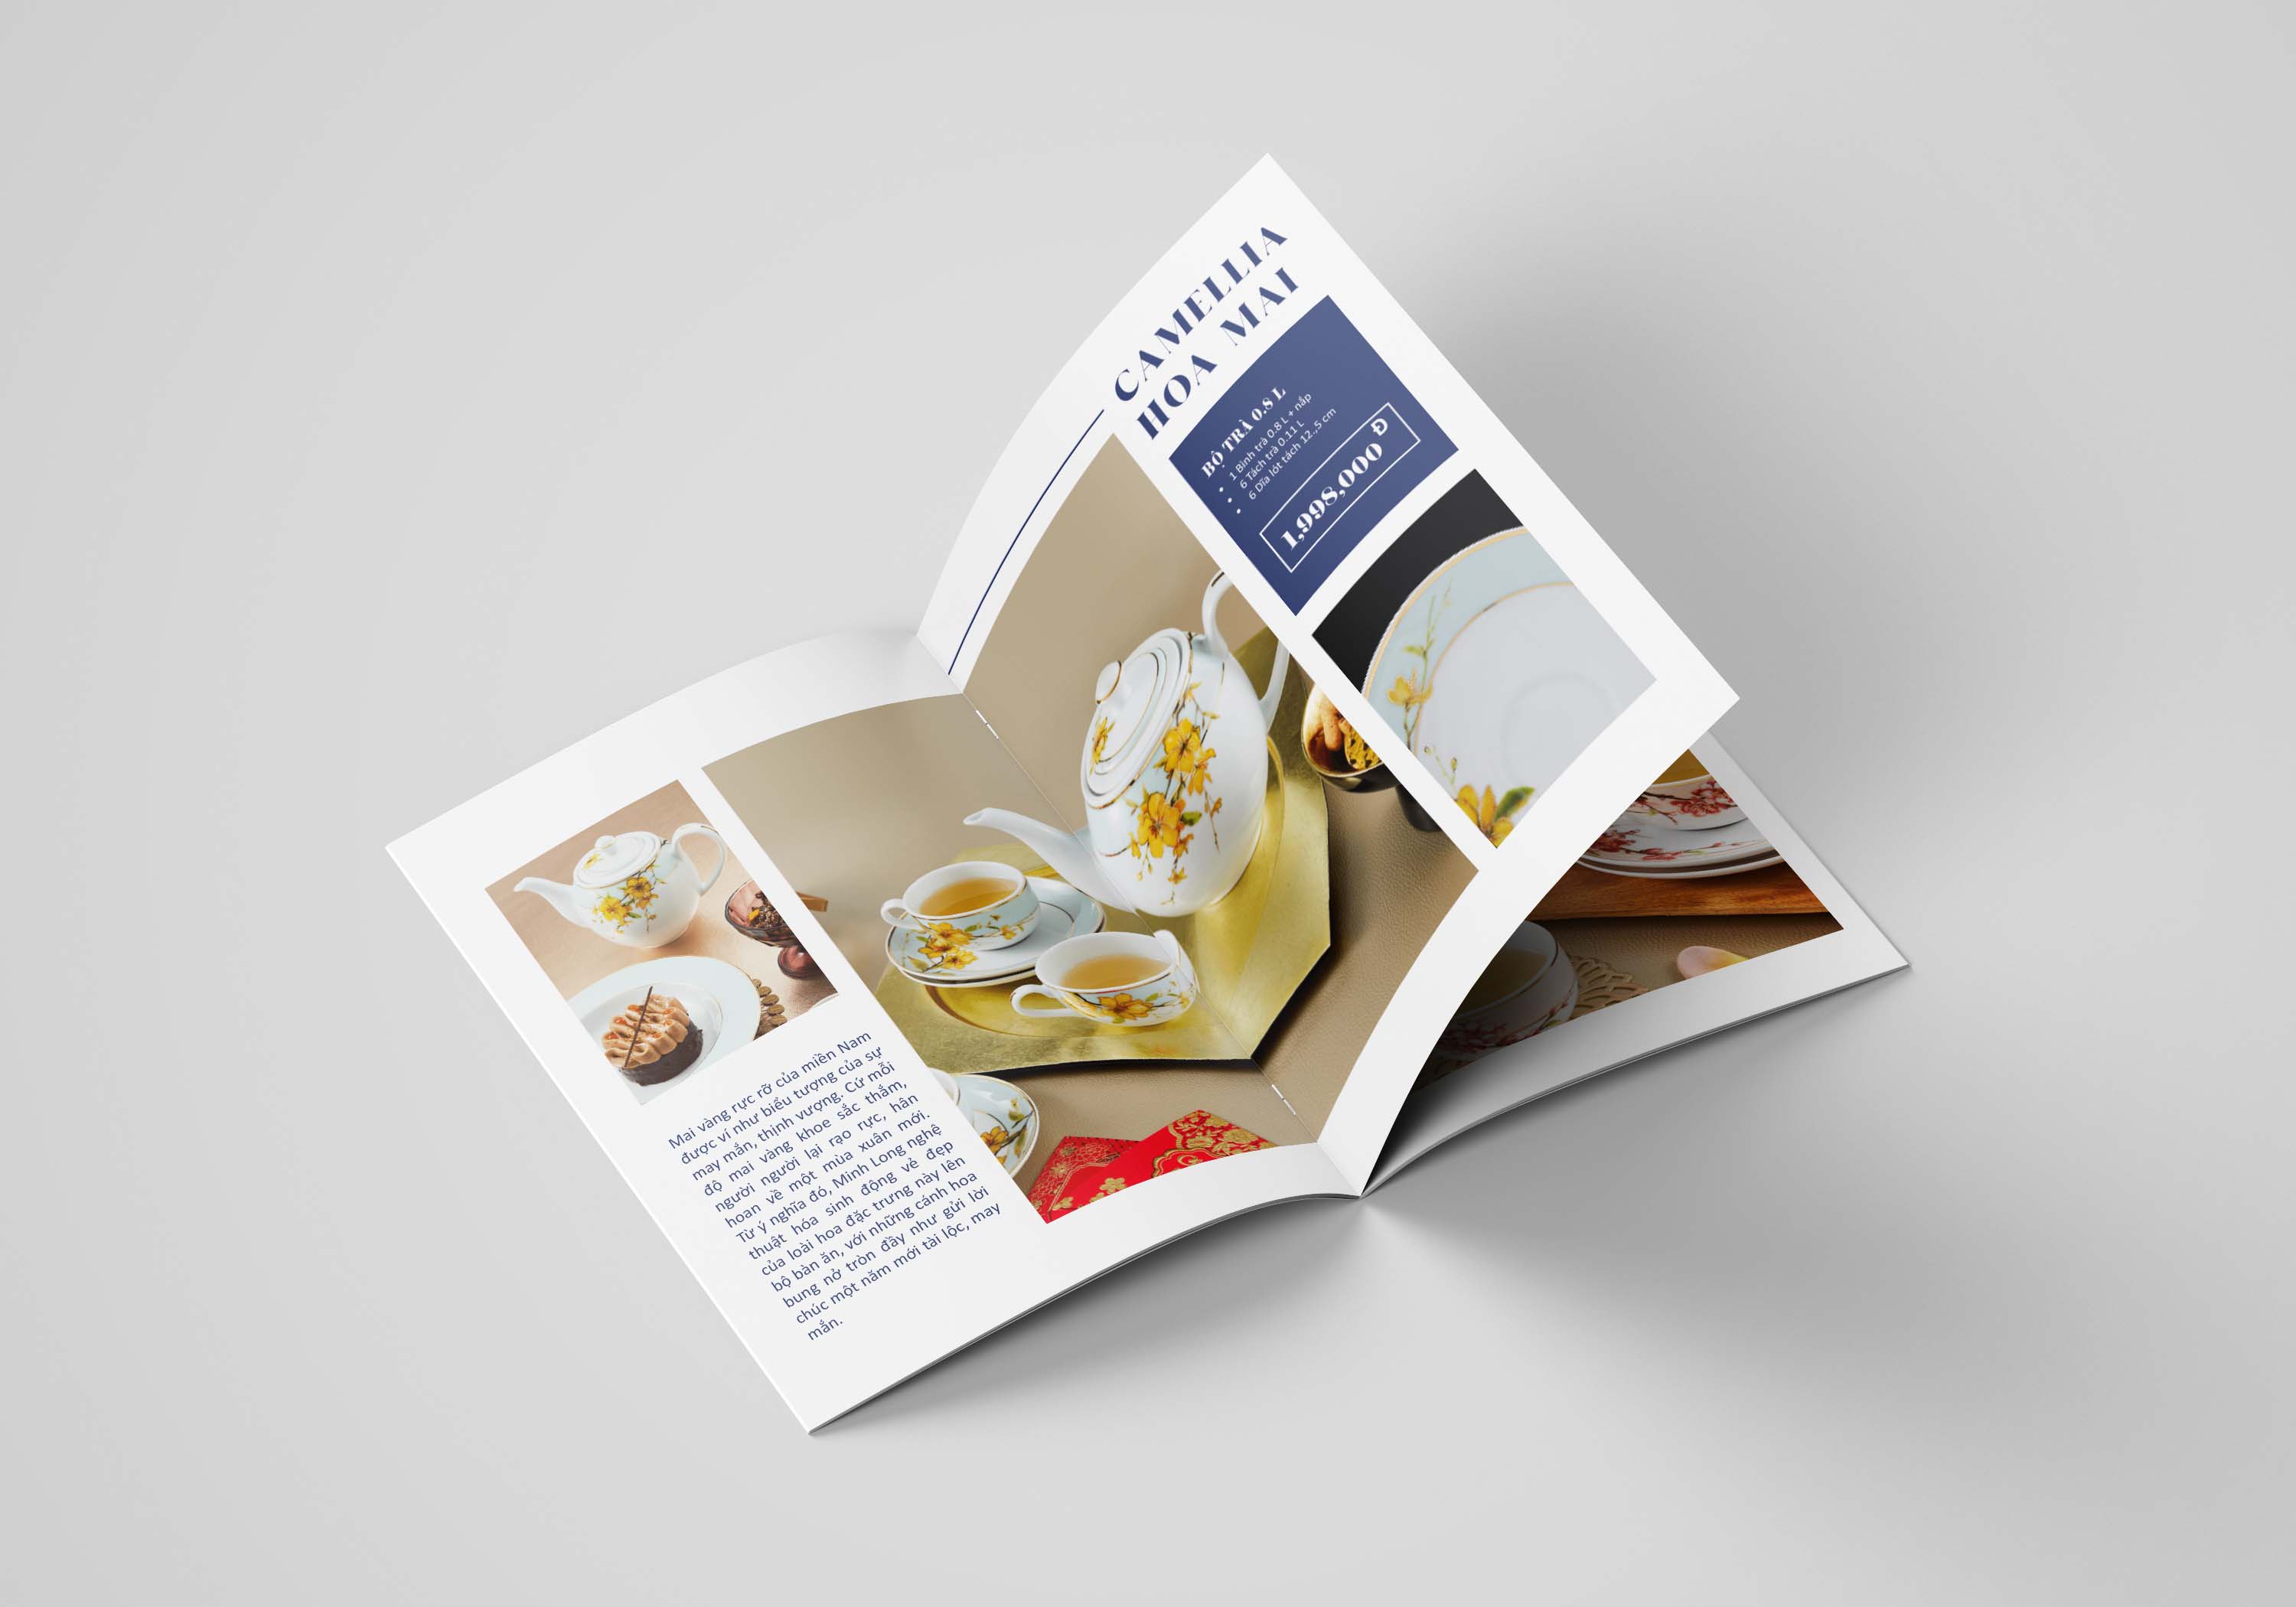 CAMELLIA
HOA MAI
BỘ TRÀ 0.8 L
• 1 Bình trà 0.8 L + nắp
• 6 Tách trà 0.11 L
• 6 Dĩa lót tách 12.,5 cm
1,998,000 Đ
Mai vàng rực rỡ của miền Nam
được ví như biểu tượng của sự
may mắn, thịnh vượng. Cứ mỗi
độ mai vàng khoe sắc thắm,
người người lại rạo rực, hân
hoan về một mùa xuân mới.
Từ ý nghĩa đó, Minh Long nghệ
thuật hóa sinh động vẻ đẹp
của loài hoa đặc trưng này lên
bộ bàn ăn, với những cánh hoa
bung nở tròn đầy như gửi lời
chúc một năm mới tài lộc, may
mắn.